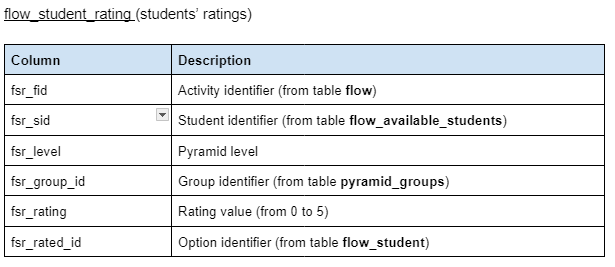 flow_student_rating (students’ ratings)
Column Description
fsr_fid Activity identifier (from table flow)
fsr_sid Student identifier (from table flow_available_students)
fsr_level Pyramid level
fsr_group_id Group identifier (from table pyramid_groups)
fsr_rating Rating value (from 0 to 5)
fsr_rated_id Option identifier (from table flow_student)